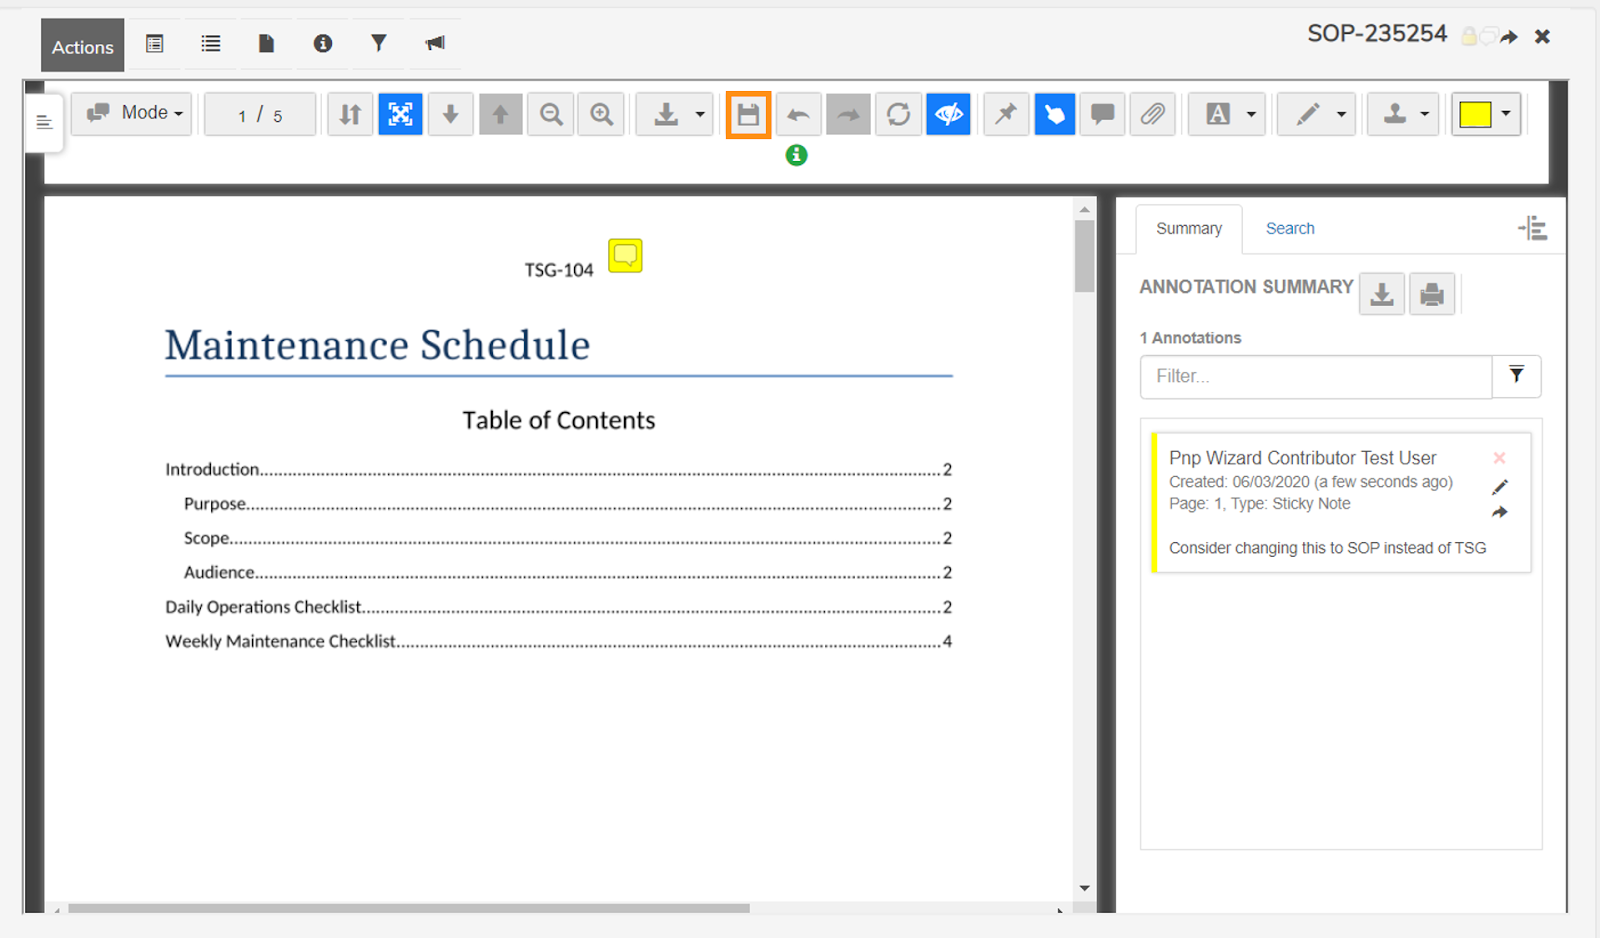 Actions
SOP-235254
Mode
1 / 5
A
TSG-104
Maintenance Schedule
Table of Contents
Introduction........................................................................................................2
Purpose........................................................................................................2
Scope........................................................................................................2
Audience........................................................................................................2
Daily Operations Checklist........................................................................................................2
Weekly Maintenance Checklist........................................................................................................4
Summary
Search
ANNOTATION SUMMARY
1 Annotations
Filter...
Pnp Wizard Contributor Test User
Created: 06/03/2020 (a few seconds ago)
Page: 1, Type: Sticky Note
Consider changing this to SOP instead of TSG